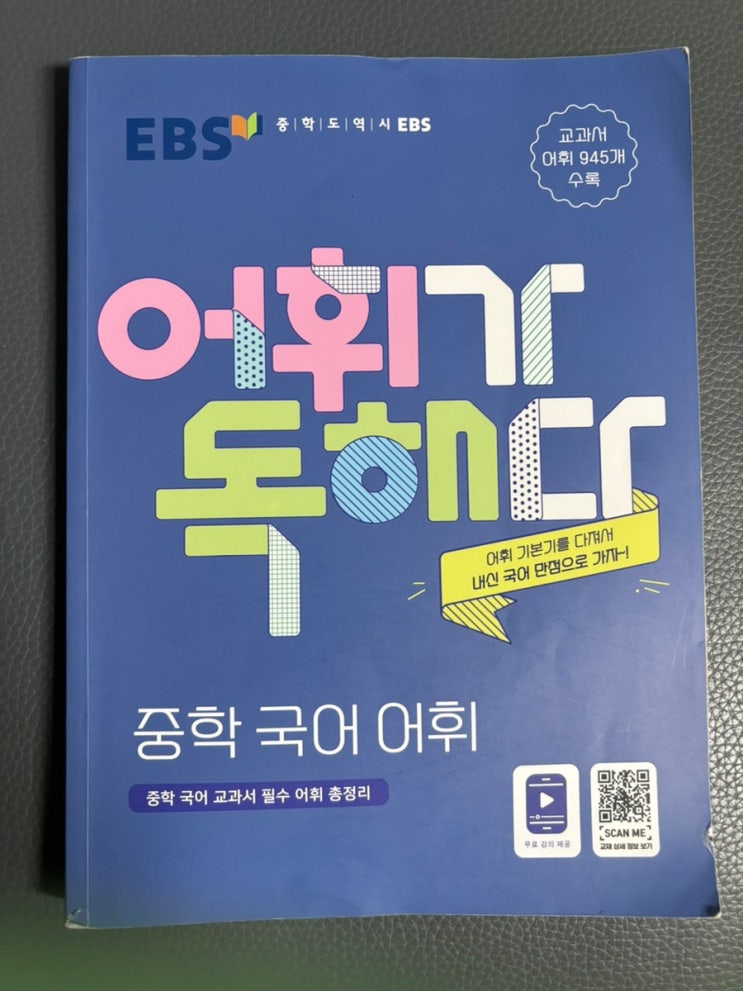 EBS 중|학|도|역|시 EBS
교과서
어휘 945개
수록
어휘가
독해다
어휘 기본기를 다져서
내신 국어 만점으로 가자~!
중학 국어 어휘
중학 국어 교과서 필수 어휘 총정리
무료 강의 제공
SCAN ME
교재 상세 정보 보기